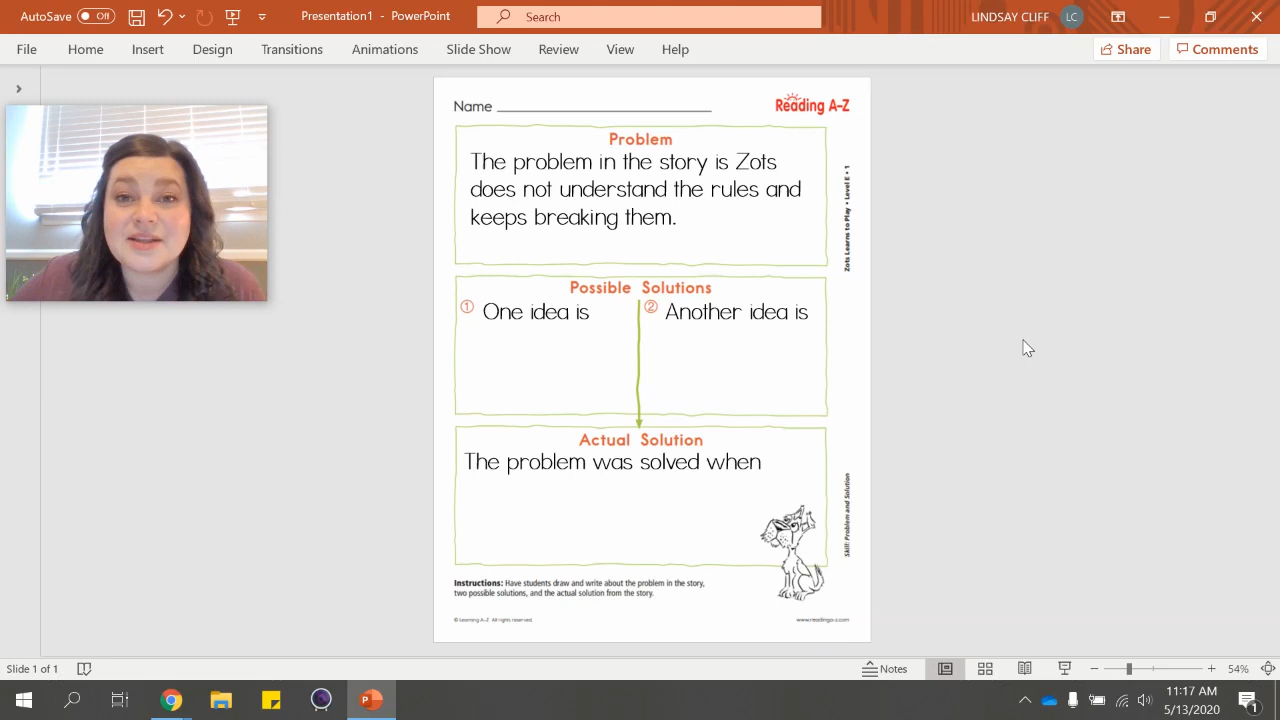 AutoSave Off Presentation1 - PowerPoint Search LINDSAY CLIFF LC
File Home Insert Design Transitions Animations Slide Show Review View Help Share Comments
Name
Reading A-Z
Problem
The problem in the story is Zots
does not understand the rules and
keeps breaking them.
Zots Learns to Play • Level E • 1
Possible Solutions
1 One idea is
2 Another idea is
Actual Solution
The problem was solved when
Skill: Problem and Solution
Instructions: Have students draw and write about the problem in the story,
two possible solutions, and the actual solution from the story.
© Learning A–Z All rights reserved.
www.readinga-z.com
Slide 1 of 1 Notes 54%
11:17 AM
5/13/2020
1